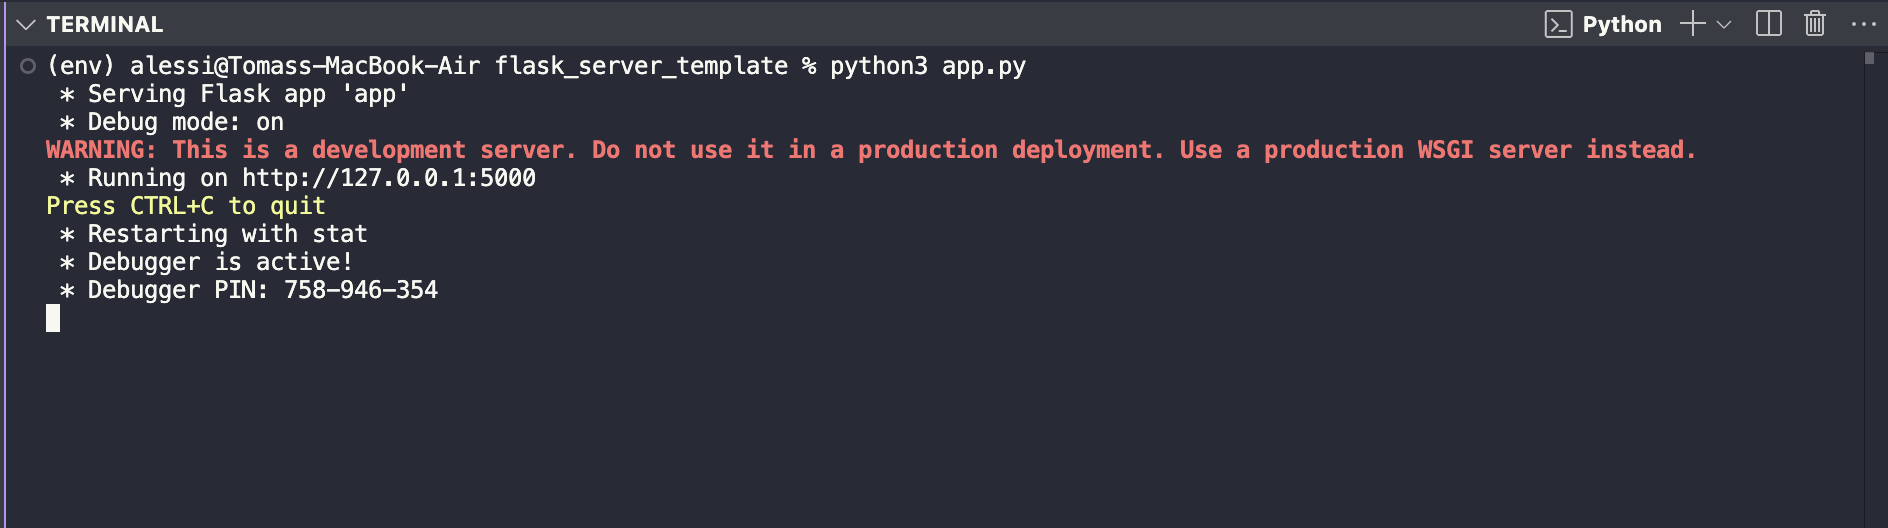 TERMINAL
Python
(env) alessi@Tomass-MacBook-Air flask_server_template % python3 app.py
* Serving Flask app 'app'
* Debug mode: on
WARNING: This is a development server. Do not use it in a production deployment. Use a production WSGI server instead.
* Running on http://127.0.0.1:5000
Press CTRL+C to quit
* Restarting with stat
* Debugger is active!
* Debugger PIN: 758-946-354